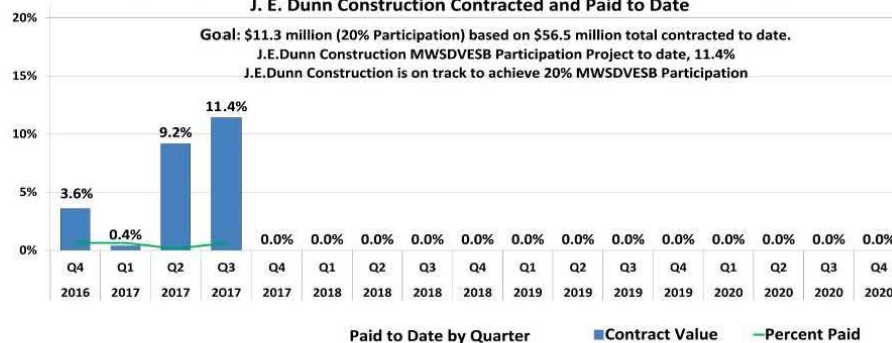 J. E. Dunn Construction Contracted and Paid to Date
20%
Goal: $11.3 million (20% Participation) based on $56.5 million total contracted to date.
J.E.Dunn Construction MWSDVESB Participation Project to date, 11.4%
J.E.Dunn Construction is on track to achieve 20% MWSDVESB Participation
15%
11.4%
10%
9.2%
5%
3.6%
0.4%
0.0% 0.0% 0.0% 0.0% 0.0% 0.0% 0.0% 0.0% 0.0% 0.0% 0.0% 0.0% 0.0%
0%
Q4 Q1 Q2 Q3 Q4 Q1 Q2 Q3 Q4 Q1 Q2 Q3 Q4 Q1 Q2 Q3 Q4
2016 2017 2017 2017 2017 2018 2018 2018 2018 2019 2019 2019 2019 2020 2020 2020 2020
Paid to Date by Quarter Contract Value Percent Paid